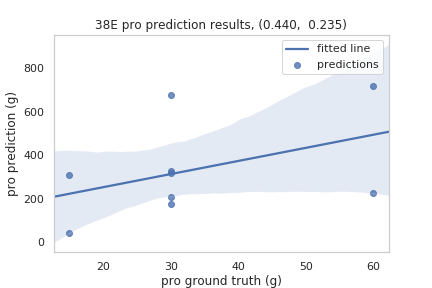 38E pro prediction results, (0.440,  0.235)
fitted line
predictions
pro prediction (g)
800
600
400
200
0
20 30 40 50 60
pro ground truth (g)